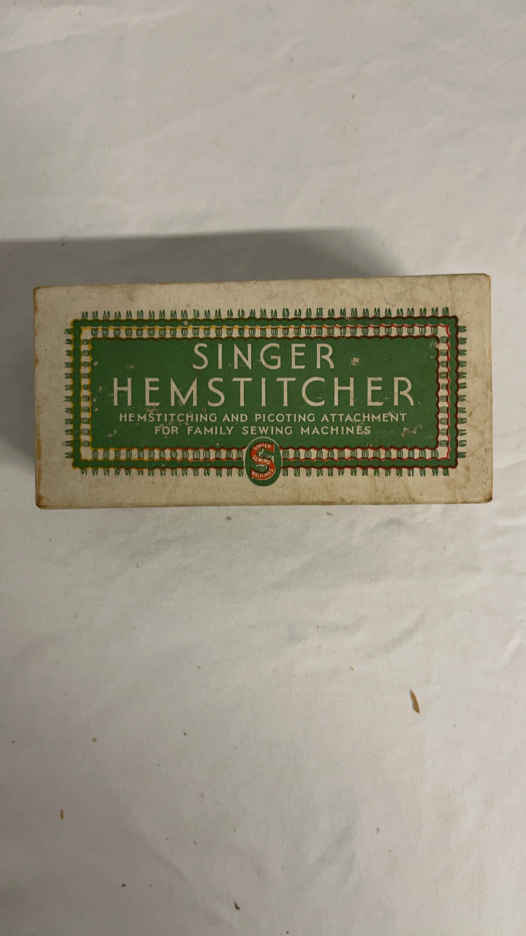 SINGER
HEMSTITCHER
HEMSTITCHING AND PICOTING ATTACHMENT
FOR FAMILY SEWING MACHINES
S